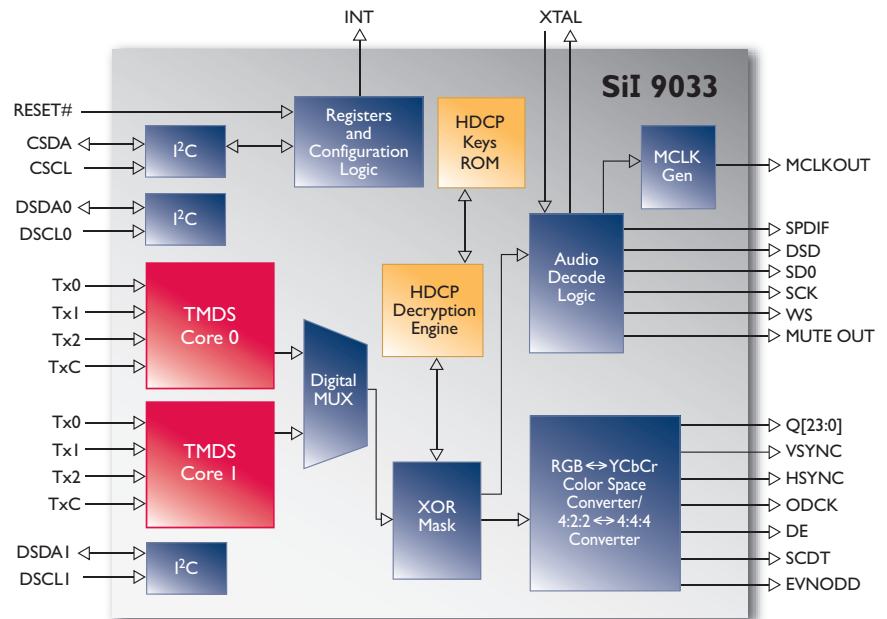 INT
XTAL
SiI 9033
RESET#
CSDA
CSCL
I²C
Registers
and
Configuration
Logic
HDCP
Keys
ROM
MCLK
Gen
MCLKOUT
DSDA0
DSCL0
I²C
Tx0
Tx1
Tx2
TxC
TMDS
Core 0
HDCP
Decryption
Engine
Audio
Decode
Logic
SPDIF
DSD
SD0
SCK
WS
MUTE OUT
Digital
MUX
Tx0
Tx1
Tx2
TxC
TMDS
Core 1
XOR
Mask
RGB ↔ YCbCr
Color Space
Converter/
4:2:2 ↔ 4:4:4
Converter
Q[23:0]
VSYNC
HSYNC
ODCK
DE
SCDT
EVNODD
DSDA1
DSCL1
I²C